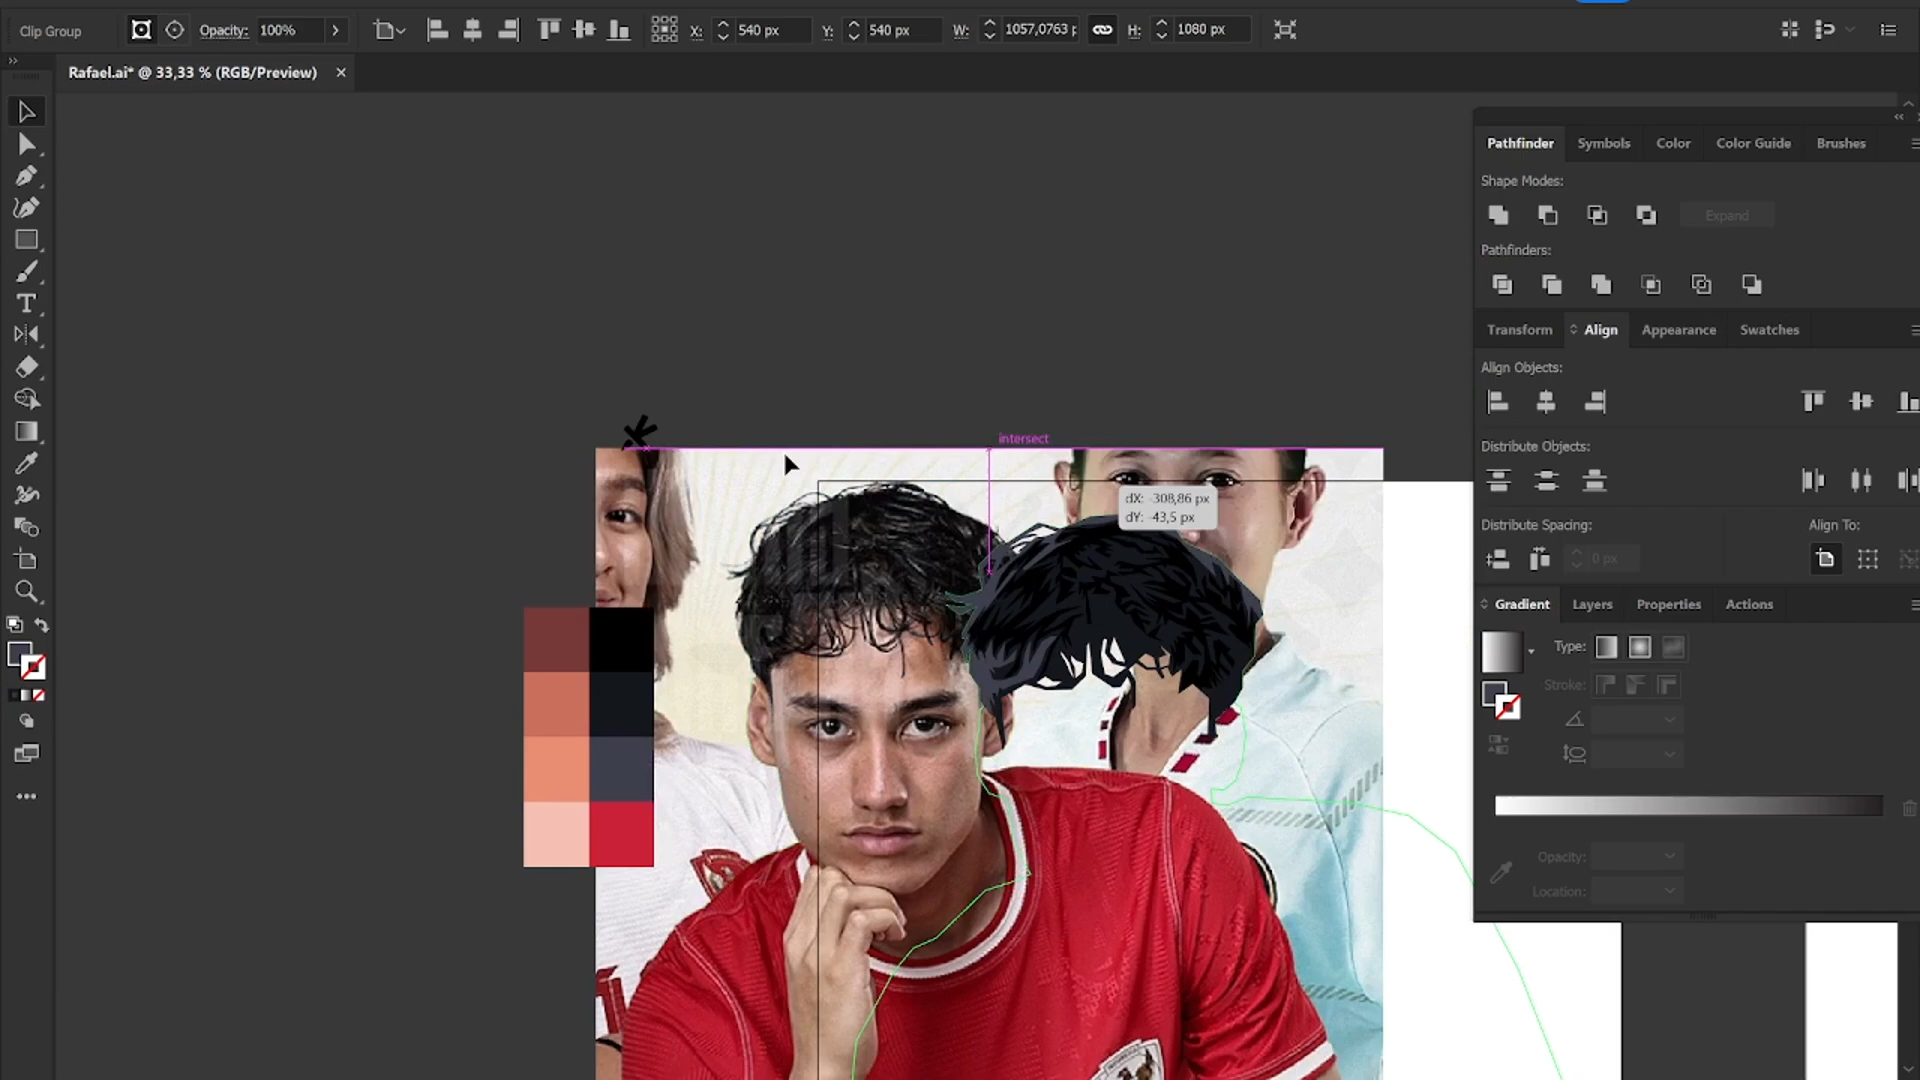 Clip Group
Opacity: 100%
X: 540 px
Y: 540 px
W: 1057,0763 p
H: 1080 px
Rafael.ai* @ 33,33 % (RGB/Preview)
Pathfinder Symbols Color Color Guide Brushes
Shape Modes:
Expand
Pathfinders:
Transform Align Appearance Swatches
Align Objects:
Distribute Objects:
Distribute Spacing:
Align To:
0 px
Gradient Layers Properties Actions
Type:
Stroke:
Opacity:
Location:
intersect
dX: -308,86 px
dY: -43,5 px